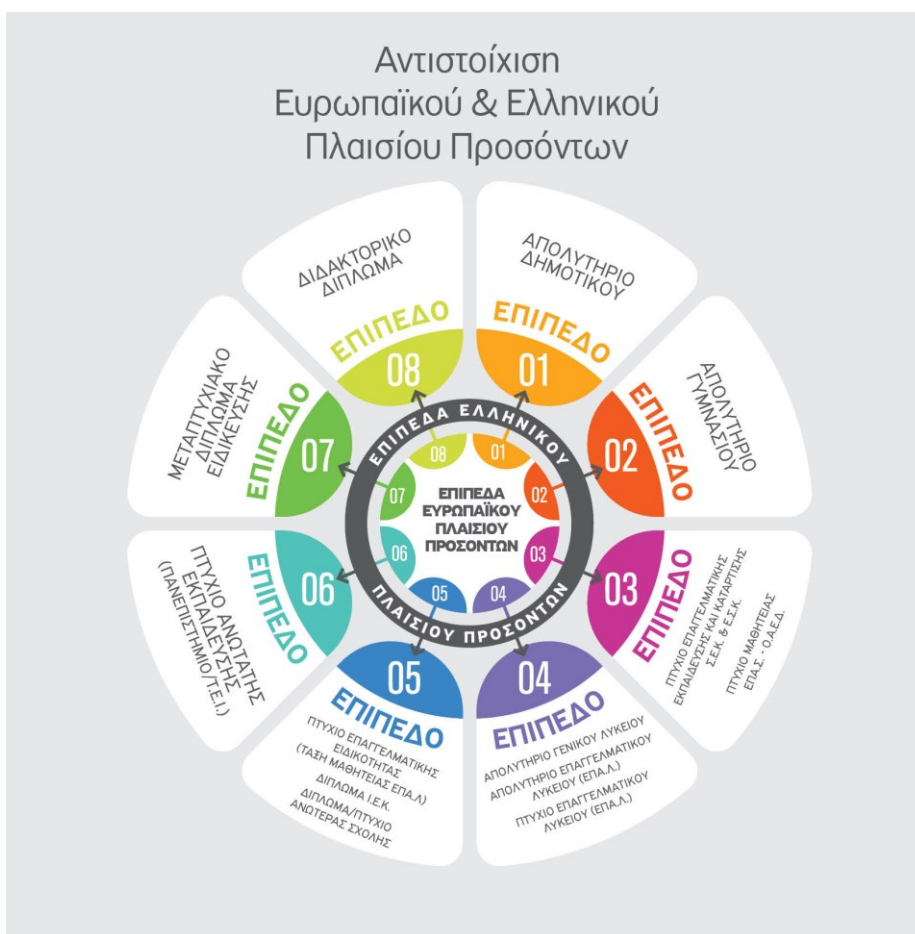 Αντιστοίχιση
Ευρωπαϊκού & Ελληνικού
Πλαισίου Προσόντων
ΑΠΟΛΥΤΗΡΙΟ
ΔΗΜΟΤΙΚΟΥ
ΕΠΙΠΕΔΟ
01
ΑΠΟΛΥΤΗΡΙΟ
ΓΥΜΝΑΣΙΟΥ
ΕΠΙΠΕΔΟ
02
ΕΠΙΠΕΔΟ
03
ΠΤΥΧΙΟ ΕΠΑΓΓΕΛΜΑΤΙΚΗΣ
ΕΚΠΑΙΔΕΥΣΗΣ ΚΑΙ ΚΑΤΑΡΤΙΣΗΣ
Σ.Ε.Κ. & Ε.Σ.Κ.
ΠΤΥΧΙΟ ΜΑΘΗΤΕΙΑΣ
ΕΠΑ.Σ. - Ο.Α.Ε.Δ.
04
ΕΠΙΠΕΔΟ
ΑΠΟΛΥΤΗΡΙΟ ΓΕΝΙΚΟΥ ΛΥΚΕΙΟΥ
ΑΠΟΛΥΤΗΡΙΟ ΕΠΑΓΓΕΛΜΑΤΙΚΟΥ
ΛΥΚΕΙΟΥ (ΕΠΑ.Λ.)
ΠΤΥΧΙΟ ΕΠΑΓΓΕΛΜΑΤΙΚΟΥ
ΛΥΚΕΙΟΥ (ΕΠΑ.Λ.)
05
ΕΠΙΠΕΔΟ
ΠΤΥΧΙΟ ΕΠΑΓΓΕΛΜΑΤΙΚΗΣ
ΕΙΔΙΚΟΤΗΤΑΣ
(ΤΑΞΗ ΜΑΘΗΤΕΙΑΣ ΕΠΑ.Λ)
ΔΙΠΛΩΜΑ Ι.Ε.Κ.
ΔΙΠΛΩΜΑ/ΠΤΥΧΙΟ
ΑΝΩΤΕΡΑΣ ΣΧΟΛΗΣ
ΠΤΥΧΙΟ ΑΝΩΤΑΤΗΣ
ΕΚΠΑΙΔΕΥΣΗΣ
(ΠΑΝΕΠΙΣΤΗΜΙΟ/Τ.Ε.Ι.)
ΕΠΙΠΕΔΟ
06
ΜΕΤΑΠΤΥΧΙΑΚΟ
ΔΙΠΛΩΜΑ
ΕΙΔΙΚΕΥΣΗΣ
ΕΠΙΠΕΔΟ
07
ΔΙΔΑΚΤΟΡΙΚΟ
ΔΙΠΛΩΜΑ
ΕΠΙΠΕΔΟ
08
ΕΠΙΠΕΔΑ ΕΛΛΗΝΙΚΟΥ
ΠΛΑΙΣΙΟΥ ΠΡΟΣΟΝΤΩΝ
01
02
03
04
05
06
07
08
ΕΠΙΠΕΔΑ
ΕΥΡΩΠΑΪΚΟΥ
ΠΛΑΙΣΙΟΥ
ΠΡΟΣΟΝΤΩΝ